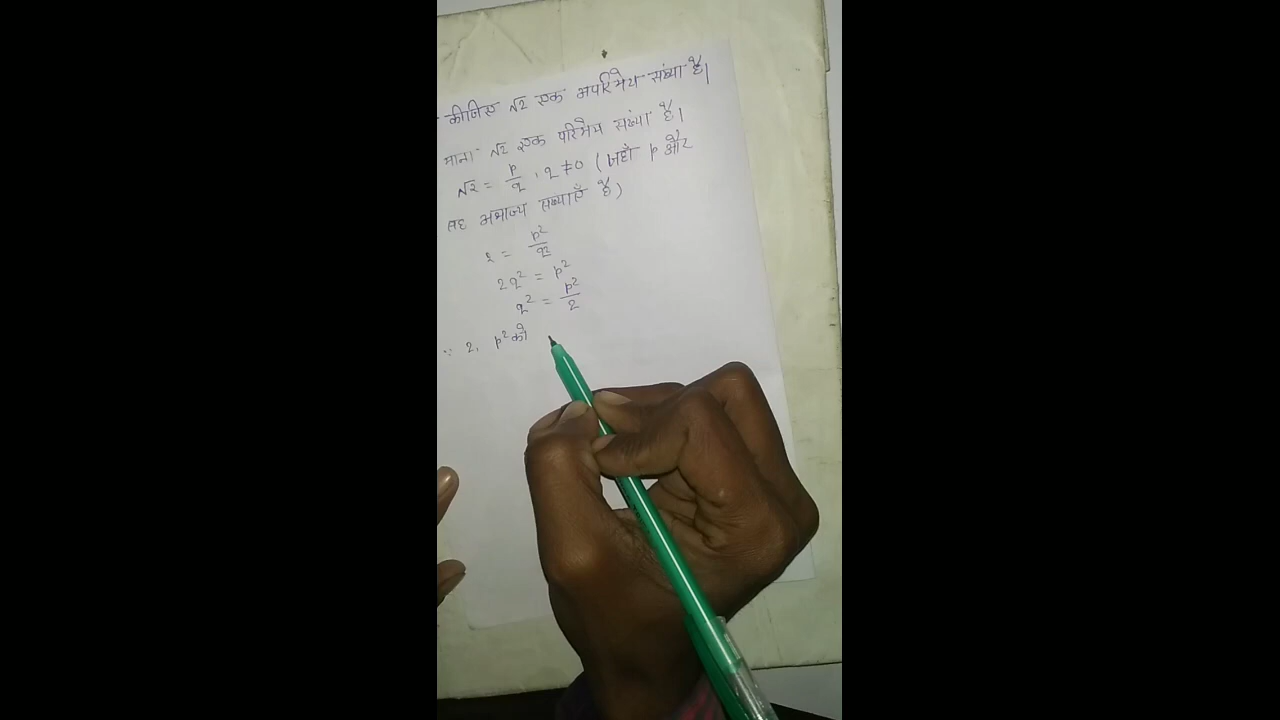 कीजिए √2 एक अपरिमेय संख्या है।
माना √2 एक परिमेय संख्या है।
√2 = p/q , q ≠ 0 (जहाँ p और
सह अभाज्य संख्याएँ है)
2 = p²/q²
2q² = p²
q² = p²/2
∵ 2, p² को